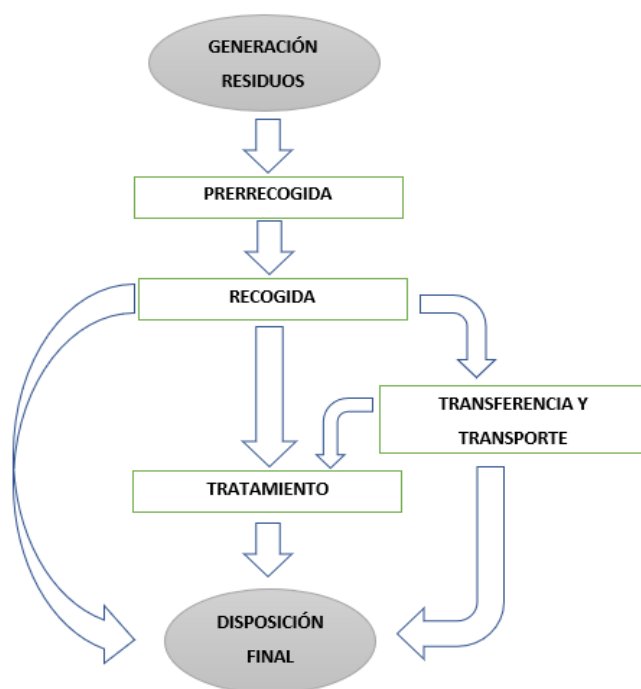 GENERACIÓN
RESIDUOS
PRERRECOGIDA
RECOGIDA
TRANSFERENCIA Y
TRANSPORTE
TRATAMIENTO
DISPOSICIÓN
FINAL